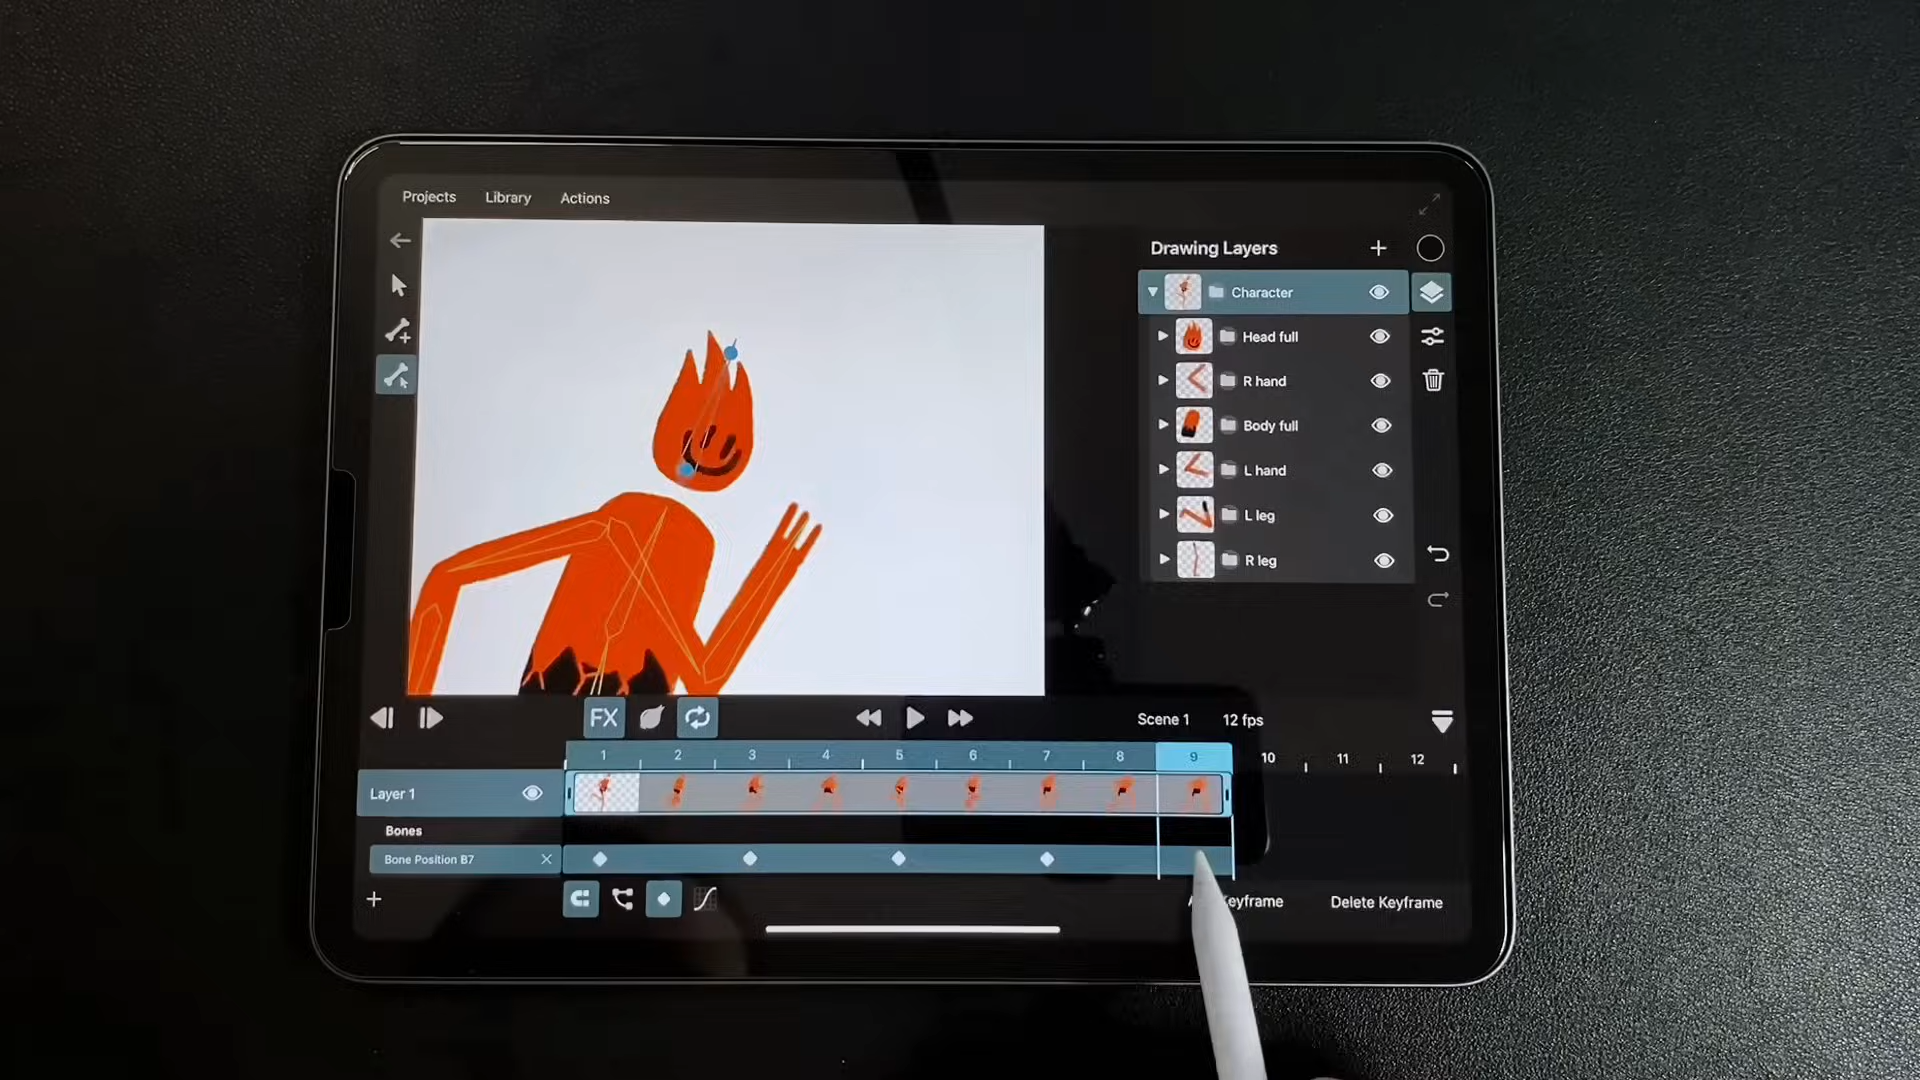 Projects Library Actions
Drawing Layers
Character
Head full
R hand
Body full
L hand
L leg
R leg
FX
Scene 1 12 fps
1 2 3 4 5 6 7 8 9 10 11 12
Layer 1
Bones
Bone Position B7
Keyframe Delete Keyframe